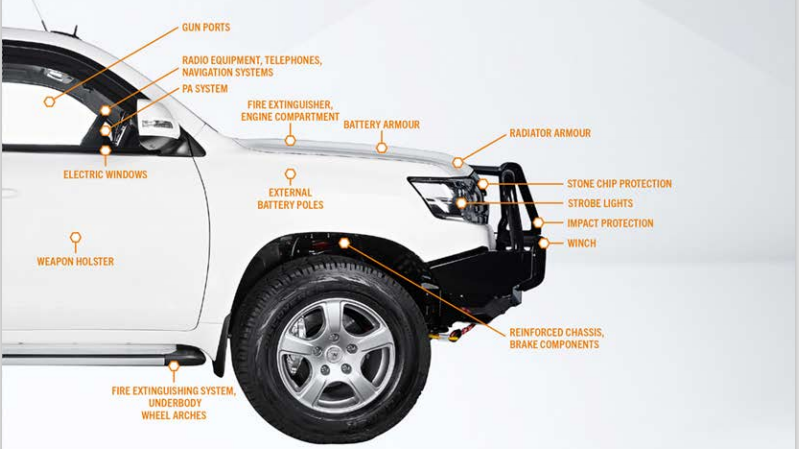 GUN PORTS
RADIO EQUIPMENT, TELEPHONES,
NAVIGATION SYSTEMS
PA SYSTEM
FIRE EXTINGUISHER,
ENGINE COMPARTMENT
BATTERY ARMOUR
RADIATOR ARMOUR
ELECTRIC WINDOWS
EXTERNAL
BATTERY POLES
STONE CHIP PROTECTION
STROBE LIGHTS
IMPACT PROTECTION
WINCH
WEAPON HOLSTER
REINFORCED CHASSIS,
BRAKE COMPONENTS
FIRE EXTINGUISHING SYSTEM,
UNDERBODY
WHEEL ARCHES